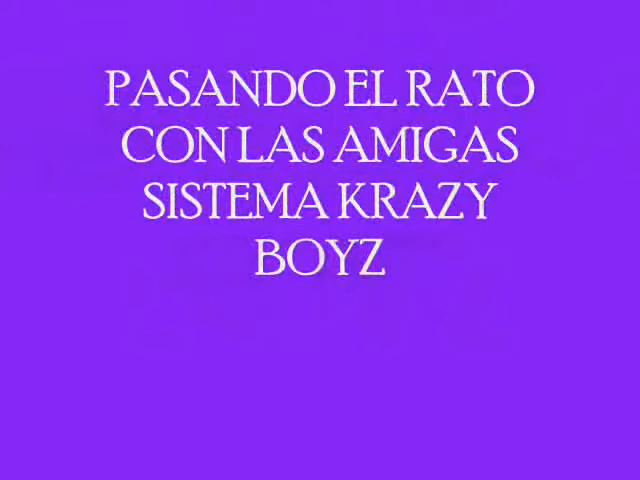 PASANDO EL RATO
CON LAS AMIGAS
SISTEMA KRAZY
BOYZ